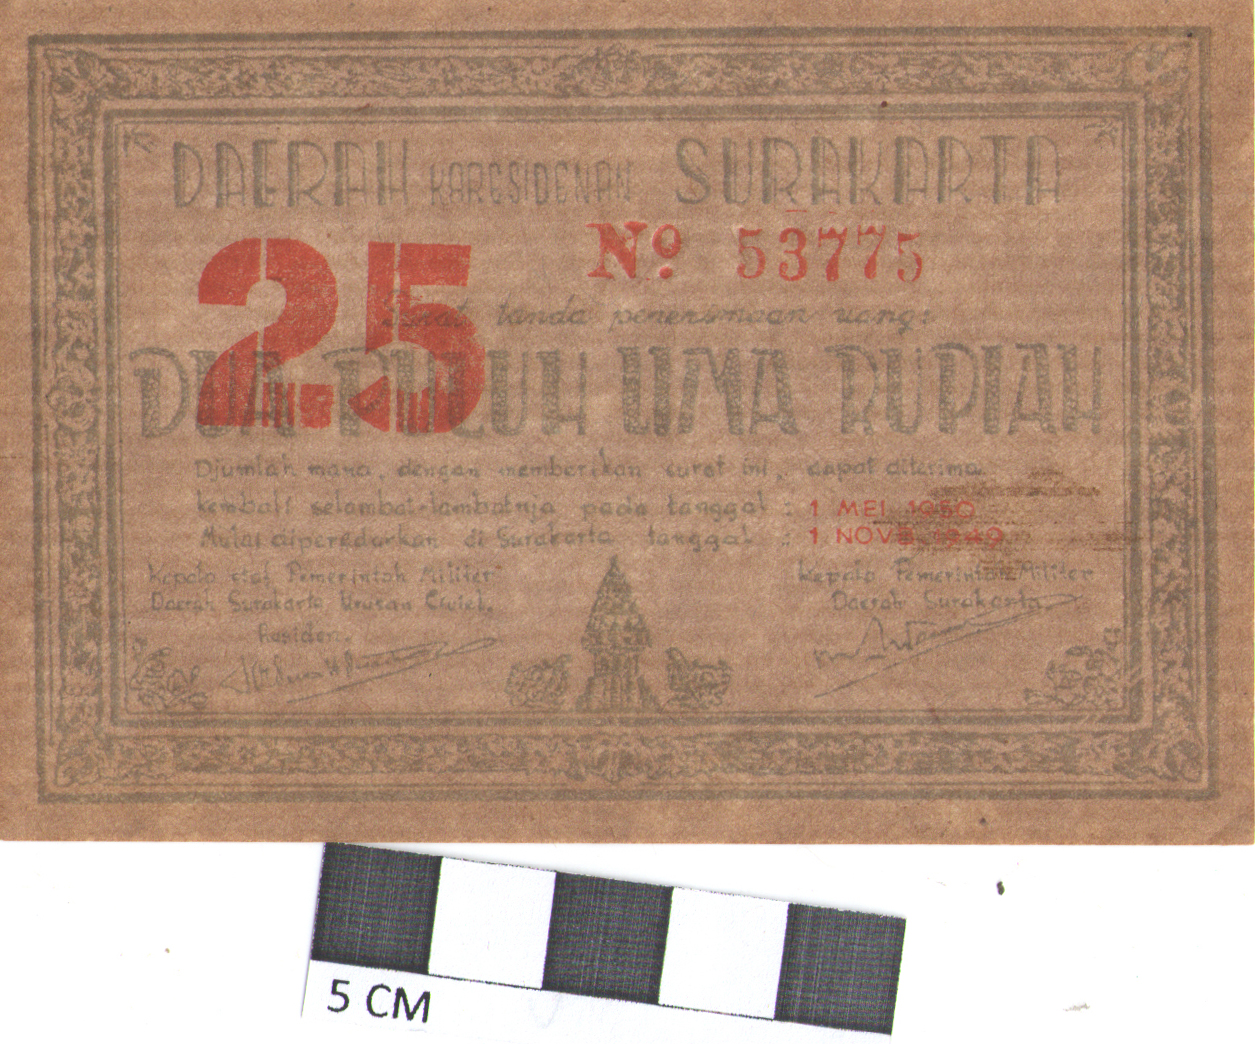 DAERAH KARESIDENAN SURAKARTA
25
No 53775
Surat tanda penerimaan uang:
DUA PULUH LIMA RUPIAH
Djumlah mana, dengan memberikan surat ini, dapat diterima
kembali selambat-lambatnja pada tanggal : 1 MEI 1950
Mulai diperedarkan di Surakarta tanggal : 1 NOVB. 1949
Kepala staf Pemerintah Militer
Daerah Surakarta Urusan Civiel.
Residen.
Kepala Pemerintah Militer
Daerah Surakarta.
5 CM